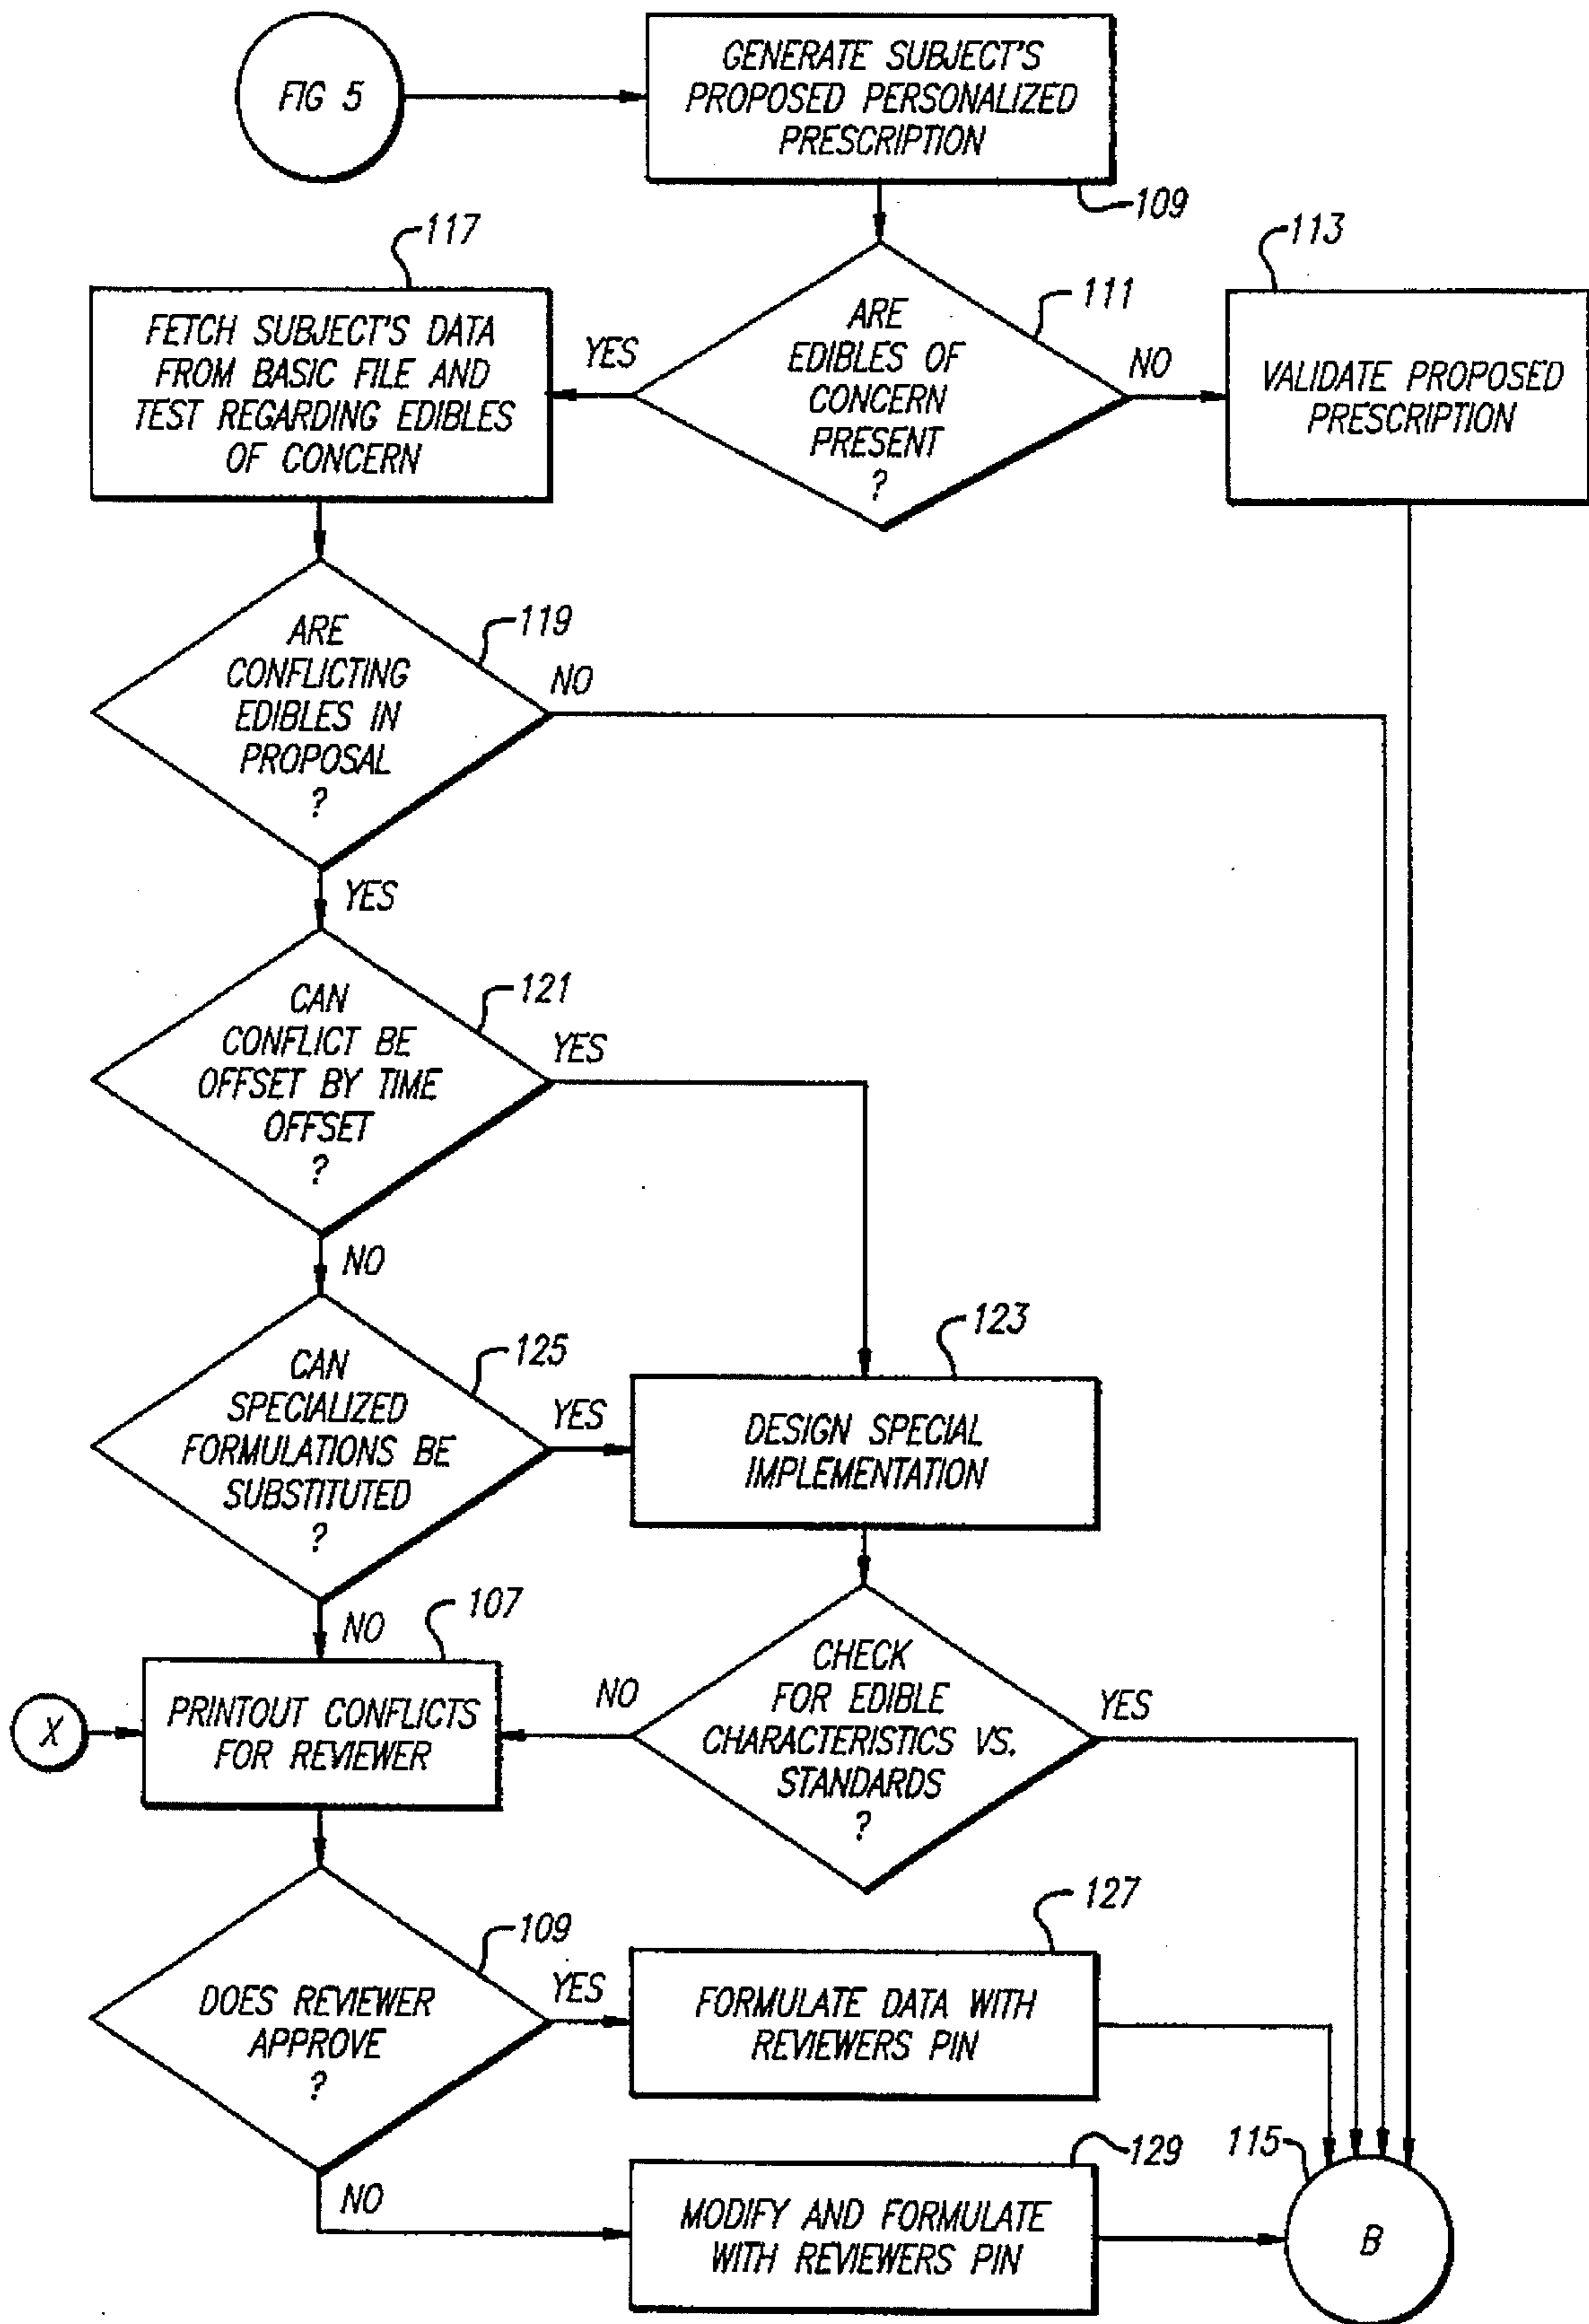 FIG 5
GENERATE SUBJECT'S
PROPOSED PERSONALIZED
PRESCRIPTION
109
117
113
FETCH SUBJECT'S DATA
FROM BASIC FILE AND
TEST REGARDING EDIBLES
OF CONCERN
YES
ARE
EDIBLES OF
CONCERN
PRESENT
?
111
NO
VALIDATE PROPOSED
PRESCRIPTION
ARE
CONFLICTING
EDIBLES IN
PROPOSAL
?
119
NO
YES
CAN
CONFLICT BE
OFFSET BY TIME
OFFSET
?
121
YES
NO
CAN
SPECIALIZED
FORMULATIONS BE
SUBSTITUTED
?
125
YES
123
DESIGN SPECIAL
IMPLEMENTATION
NO
107
X
PRINTOUT CONFLICTS
FOR REVIEWER
NO
CHECK
FOR EDIBLE
CHARACTERISTICS VS.
STANDARDS
?
YES
DOES REVIEWER
APPROVE
?
109
YES
127
FORMULATE DATA WITH
REVIEWERS PIN
NO
129
MODIFY AND FORMULATE
WITH REVIEWERS PIN
115
B